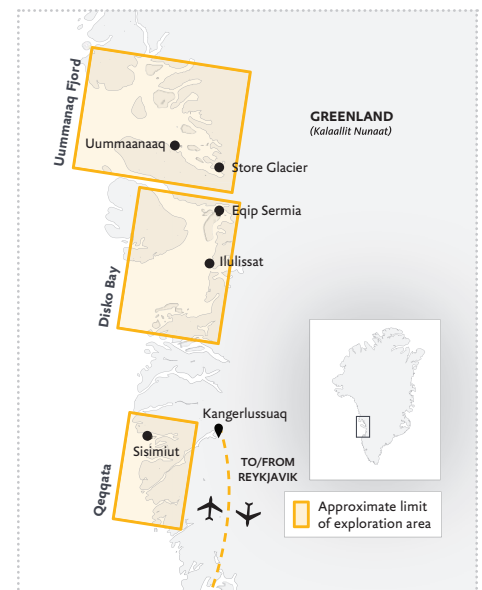 Uummanaq Fjord
GREENLAND
(Kalaallit Nunaat)
Uummaanaaq
Store Glacier
Eqip Sermia
Ilulissat
Disko Bay
Kangerlussuaq
Sisimiut
Qeqqata
TO/FROM
REYKJAVIK
Approximate limit
of exploration area